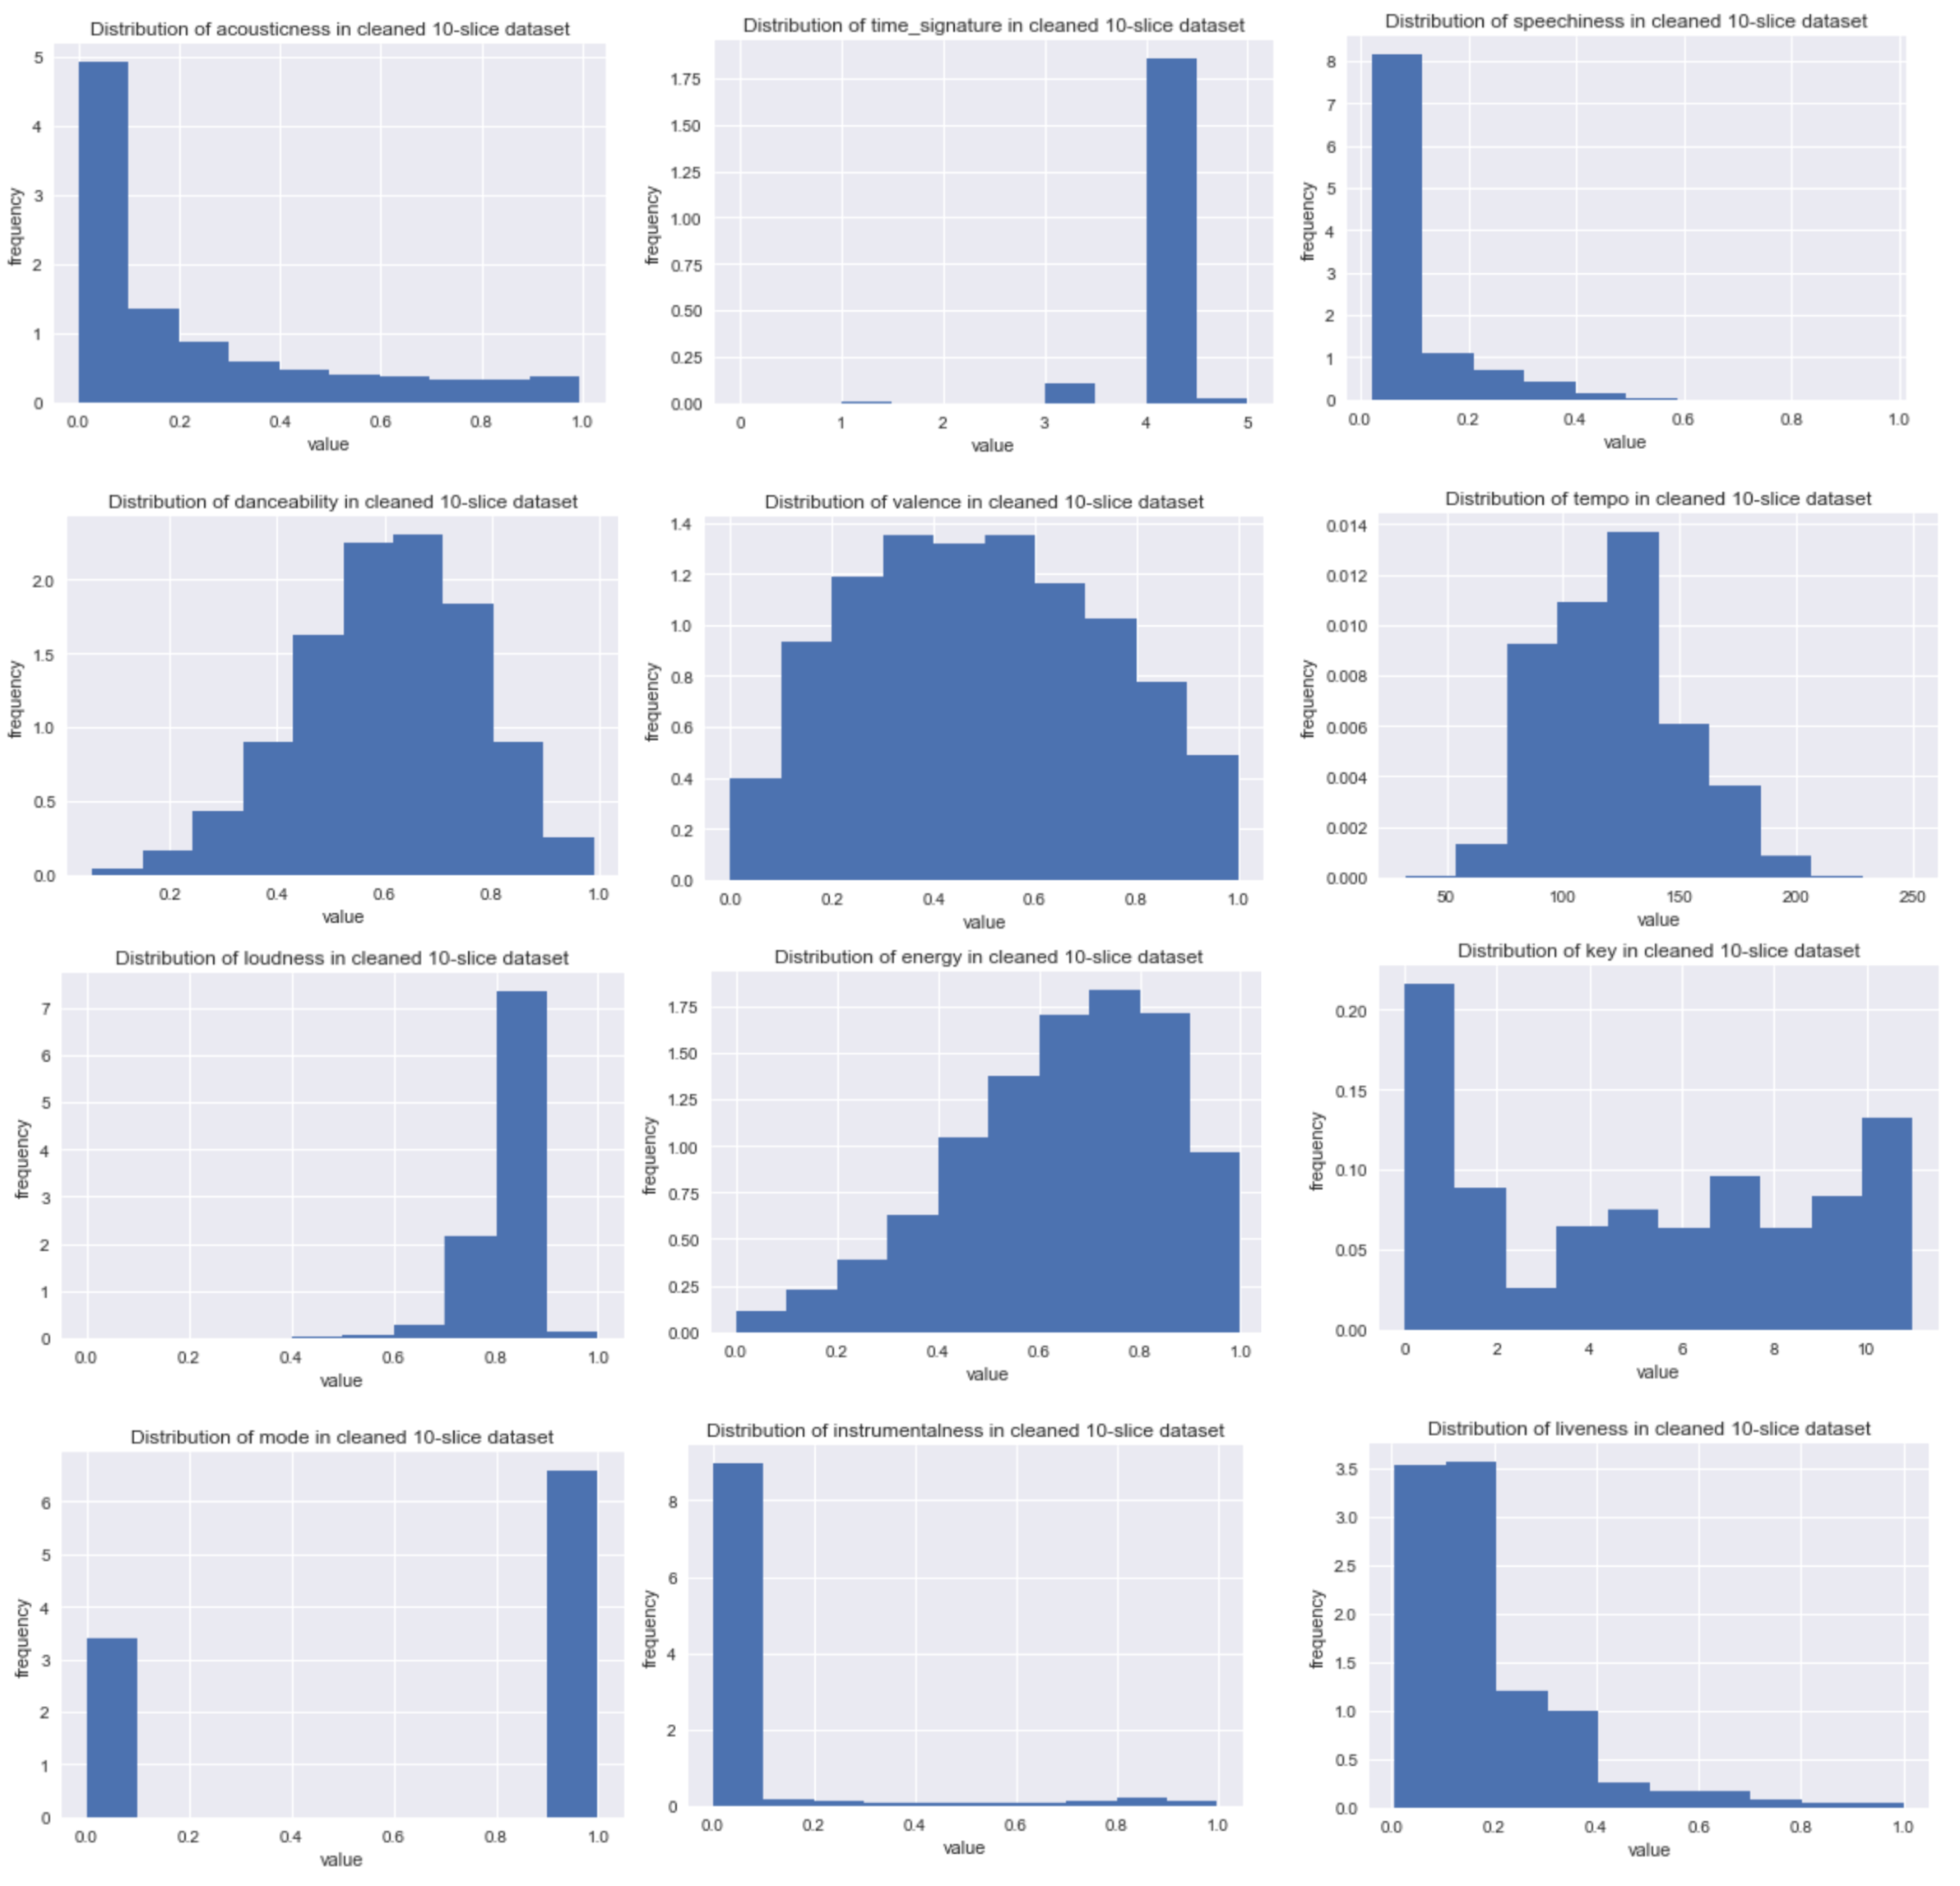 Distribution of acousticness in cleaned 10-slice dataset
5
4
3
2
1
0
frequency
0.0 0.2 0.4 0.6 0.8 1.0
value
Distribution of time_signature in cleaned 10-slice dataset
1.75
1.50
1.25
1.00
0.75
0.50
0.25
0.00
frequency
0 1 2 3 4 5
value
Distribution of speechiness in cleaned 10-slice dataset
8
7
6
5
4
3
2
1
0
frequency
0.0 0.2 0.4 0.6 0.8 1.0
value
Distribution of danceability in cleaned 10-slice dataset
2.0
1.5
1.0
0.5
0.0
frequency
0.2 0.4 0.6 0.8 1.0
value
Distribution of valence in cleaned 10-slice dataset
1.4
1.2
1.0
0.8
0.6
0.4
0.2
0.0
frequency
0.0 0.2 0.4 0.6 0.8 1.0
value
Distribution of tempo in cleaned 10-slice dataset
0.014
0.012
0.010
0.008
0.006
0.004
0.002
0.000
frequency
50 100 150 200 250
value
Distribution of loudness in cleaned 10-slice dataset
7
6
5
4
3
2
1
0
frequency
0.0 0.2 0.4 0.6 0.8 1.0
value
Distribution of energy in cleaned 10-slice dataset
1.75
1.50
1.25
1.00
0.75
0.50
0.25
0.00
frequency
0.0 0.2 0.4 0.6 0.8 1.0
value
Distribution of key in cleaned 10-slice dataset
0.20
0.15
0.10
0.05
0.00
frequency
0 2 4 6 8 10
value
Distribution of mode in cleaned 10-slice dataset
6
5
4
3
2
1
0
frequency
0.0 0.2 0.4 0.6 0.8 1.0
value
Distribution of instrumentalness in cleaned 10-slice dataset
8
6
4
2
0
frequency
0.0 0.2 0.4 0.6 0.8 1.0
value
Distribution of liveness in cleaned 10-slice dataset
3.5
3.0
2.5
2.0
1.5
1.0
0.5
0.0
frequency
0.0 0.2 0.4 0.6 0.8 1.0
value